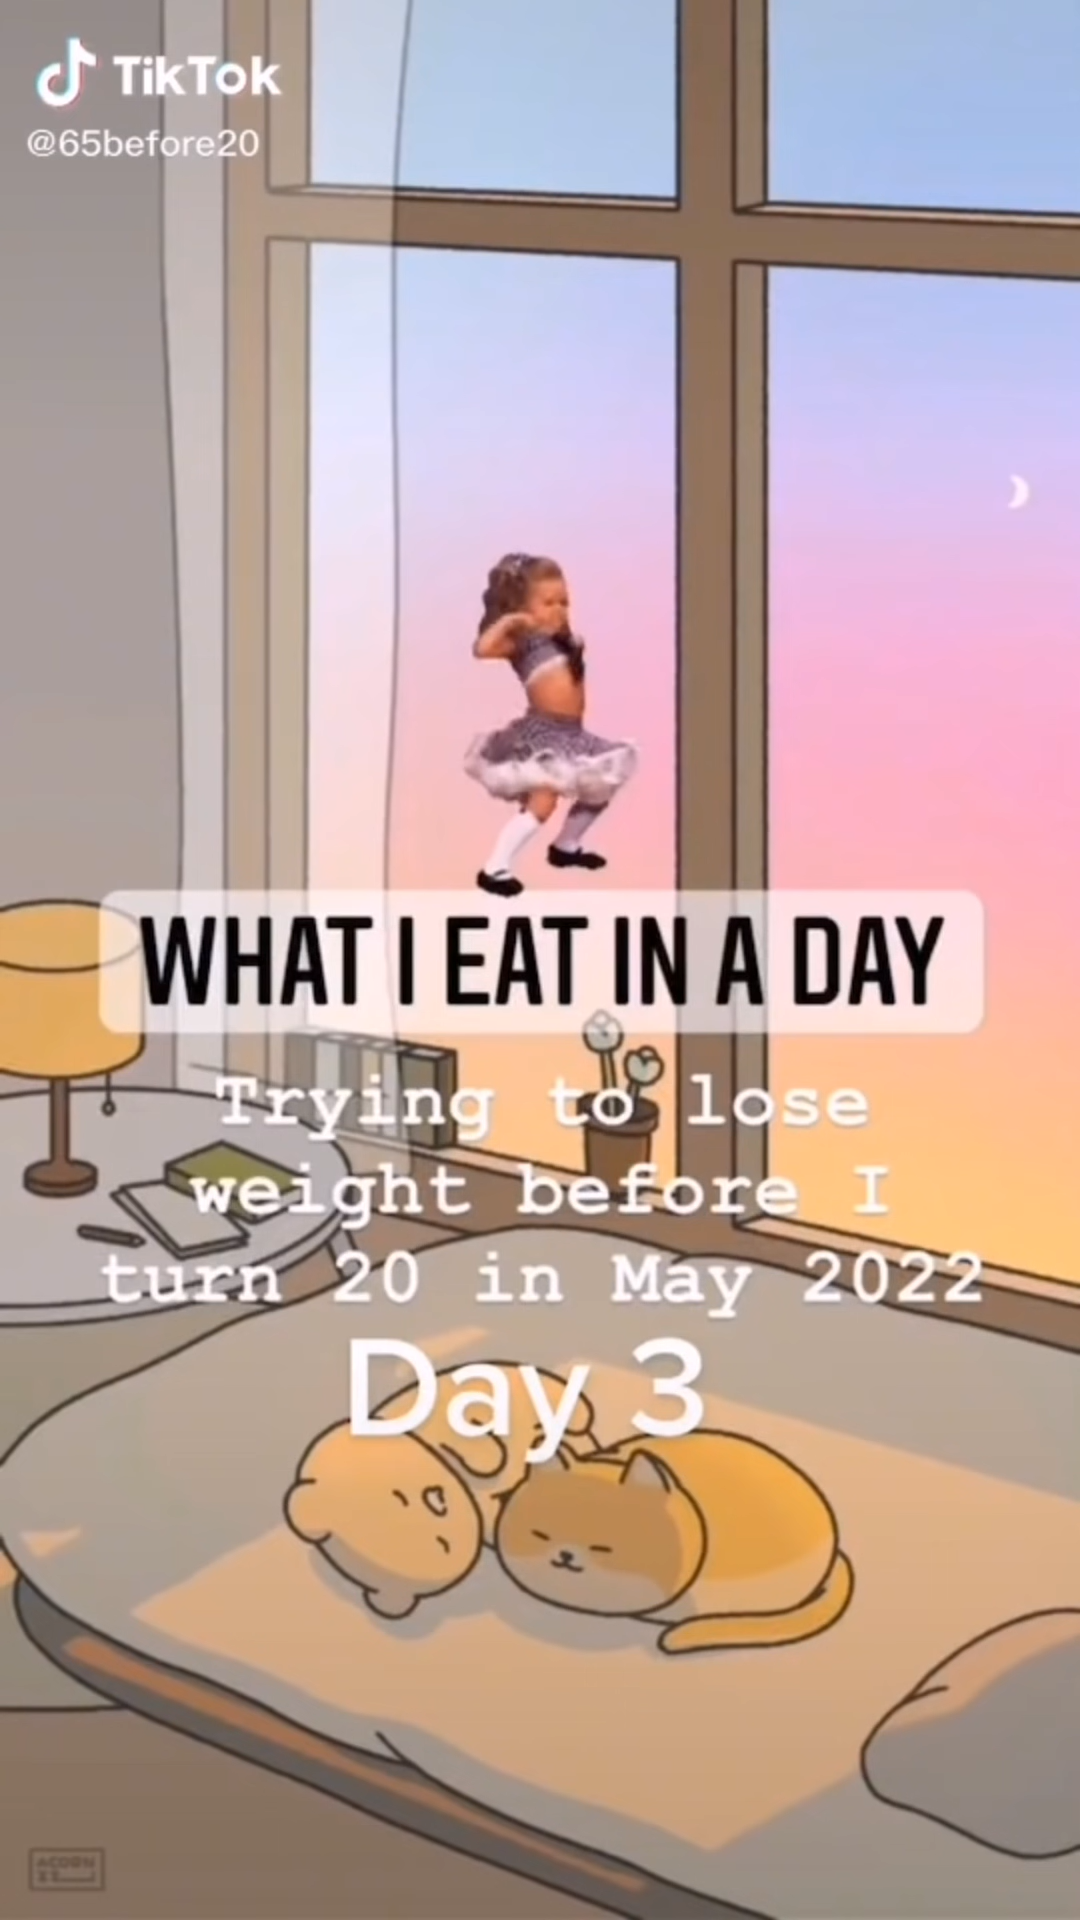 TikTok
@65before20
WHAT I EAT IN A DAY
Trying to lose
weight before I
turn 20 in May 2022
Day 3